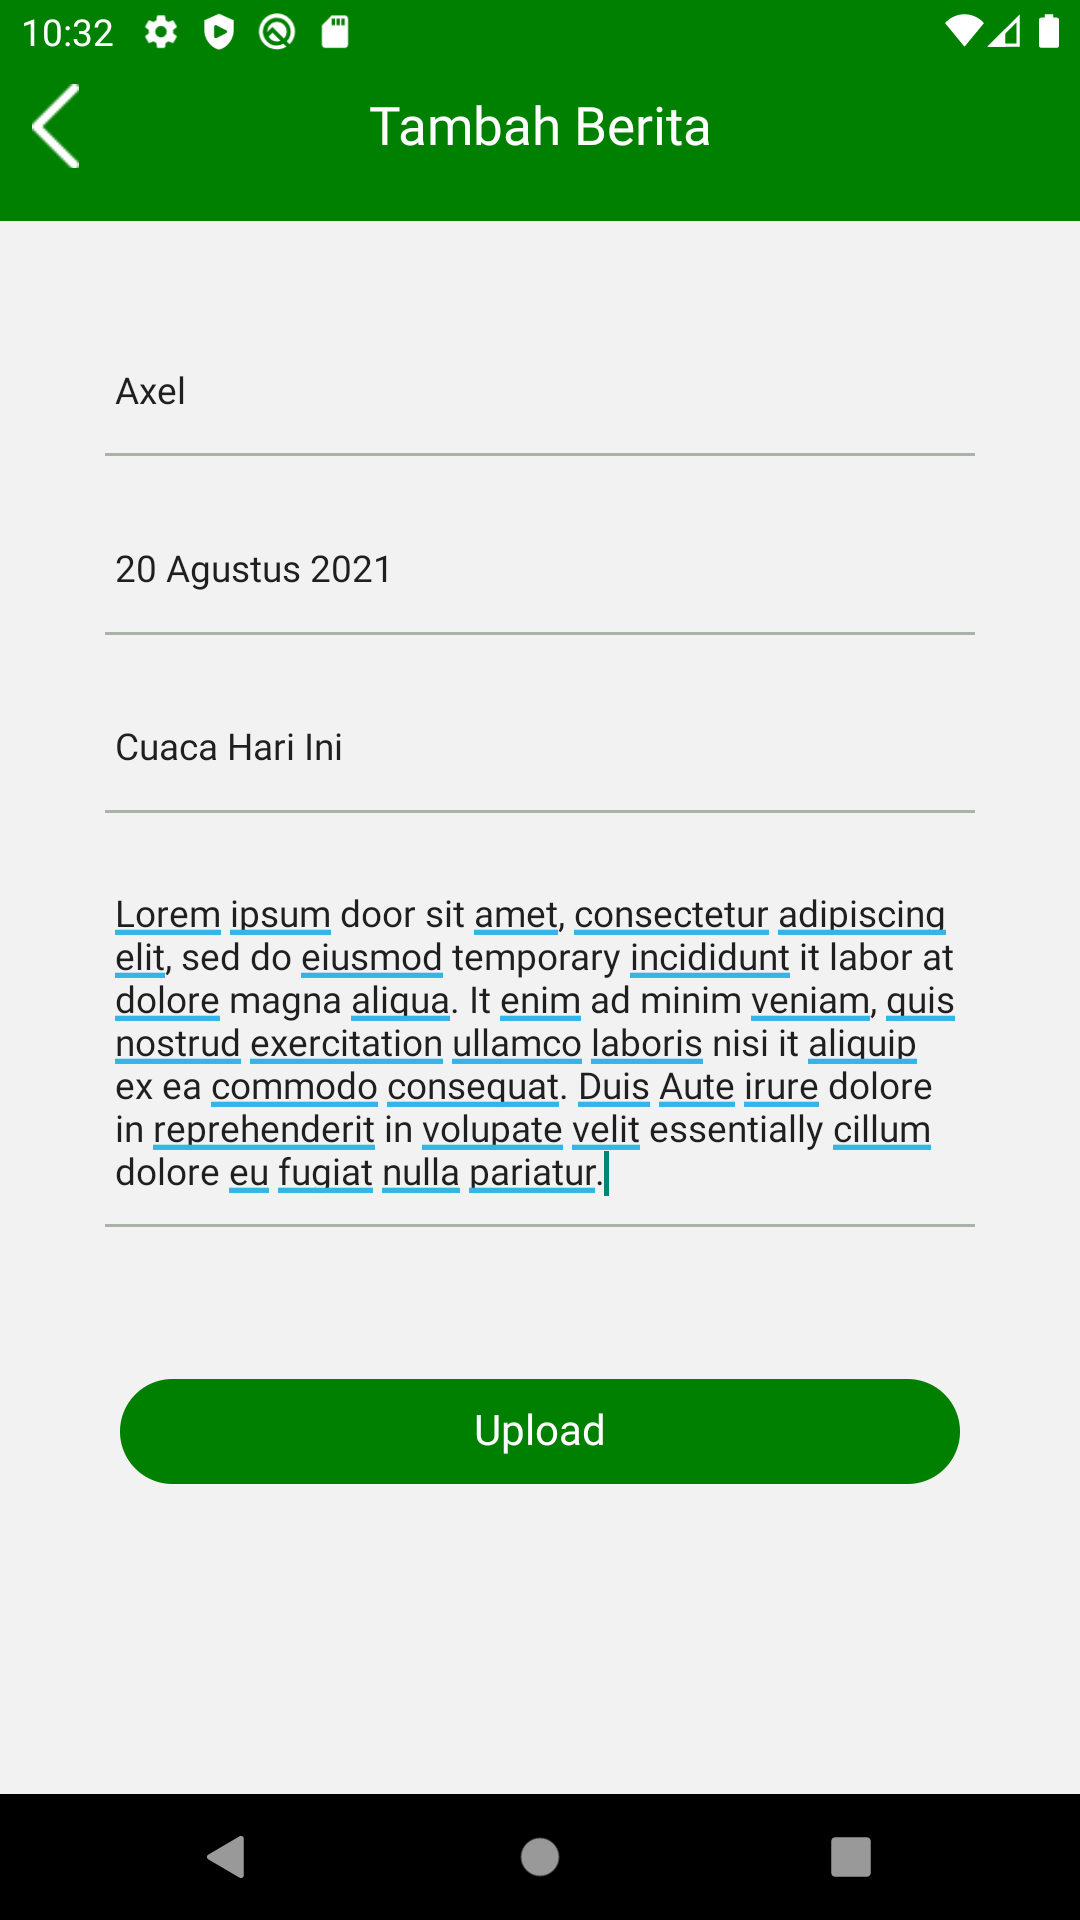 10:32
Tambah Berita
Axel
20 Agustus 2021
Cuaca Hari Ini
Lorem ipsum door sit amet, consectetur adipiscing
elit, sed do eiusmod temporary incididunt it labor at
dolore magna aliqua. It enim ad minim veniam, quis
nostrud exercitation ullamco laboris nisi it aliquip
ex ea commodo consequat. Duis Aute irure dolore
in reprehenderit in volupate velit essentially cillum
dolore eu fugiat nulla pariatur.
Upload